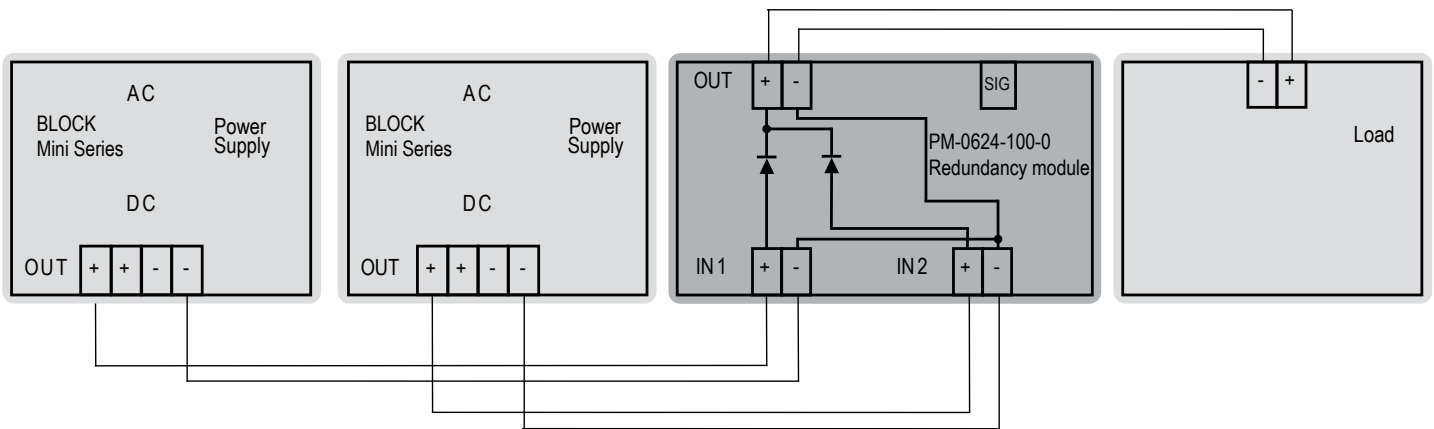 AC
BLOCK
Mini Series
Power
Supply
DC
OUT + + - -
AC
BLOCK
Mini Series
Power
Supply
DC
OUT + + - -
OUT + -
SIG
PM-0624-100-0
Redundancy module
IN1 + -
IN2 + -
- +
Load